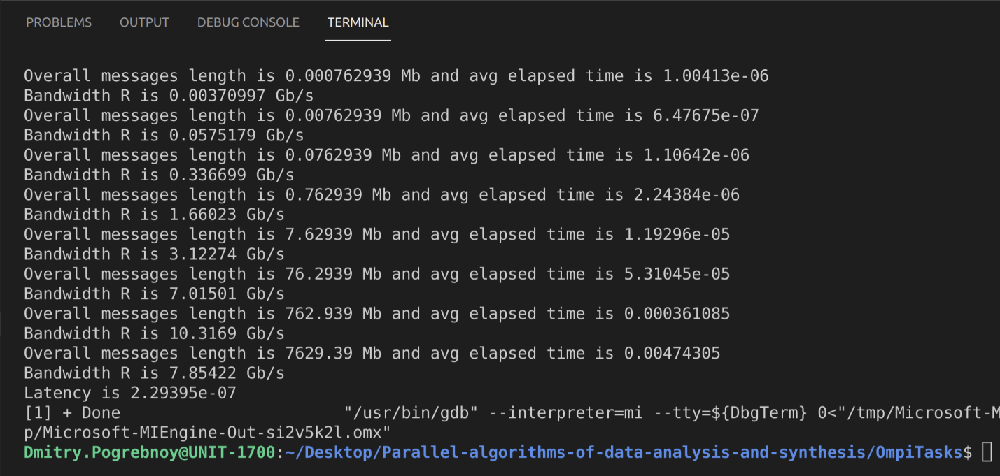 PROBLEMS OUTPUT DEBUG CONSOLE TERMINAL
Overall messages length is 0.000762939 Mb and avg elapsed time is 1.00413e-06
Bandwidth R is 0.00370997 Gb/s
Overall messages length is 0.00762939 Mb and avg elapsed time is 6.47675e-07
Bandwidth R is 0.0575179 Gb/s
Overall messages length is 0.0762939 Mb and avg elapsed time is 1.10642e-06
Bandwidth R is 0.336699 Gb/s
Overall messages length is 0.762939 Mb and avg elapsed time is 2.24384e-06
Bandwidth R is 1.66023 Gb/s
Overall messages length is 7.62939 Mb and avg elapsed time is 1.19296e-05
Bandwidth R is 3.12274 Gb/s
Overall messages length is 76.2939 Mb and avg elapsed time is 5.31045e-05
Bandwidth R is 7.01501 Gb/s
Overall messages length is 762.939 Mb and avg elapsed time is 0.000361085
Bandwidth R is 10.3169 Gb/s
Overall messages length is 7629.39 Mb and avg elapsed time is 0.00474305
Bandwidth R is 7.85422 Gb/s
Latency is 2.29395e-07
[1] + Done "/usr/bin/gdb" --interpreter=mi --tty=${DbgTerm} 0<"/tmp/Microsoft-M
p/Microsoft-MIEngine-Out-si2v5k2l.omx"
Dmitry.Pogrebnoy@UNIT-1700:~/Desktop/Parallel-algorithms-of-data-analysis-and-synthesis/OmpiTasks$